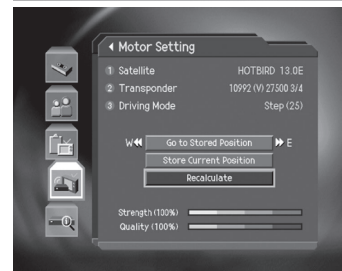 Motor Setting
1 Satellite HOTBIRD 13.0E
2 Transponder 10992 (V) 27500 3/4
3 Driving Mode Step (25)
W Go to Stored Position E
Store Current Position
Recalculate
Strength (100%)
Quality (100%)